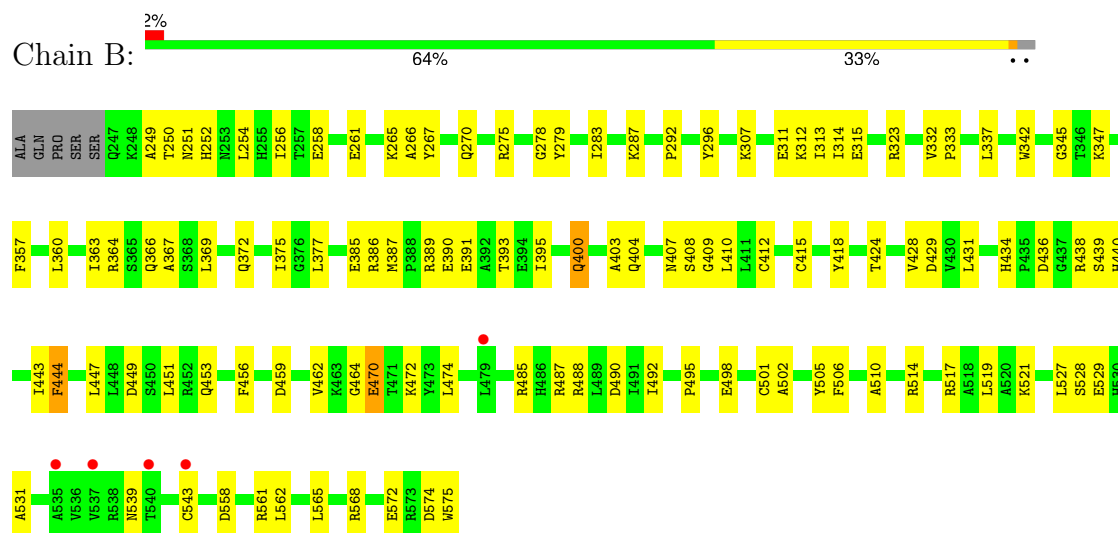 2%
Chain B:
64% 33% • •
ALA GLN PRO SER SER Q247 K248 A249 T250 N251 H252 N253 L254 H255 I256 T257 E258 E261 K265 A266 Y267 Q270 R275 G278 Y279 I283 K287 P292 Y296 K307 E311 K312 I313 I314 E315 R323 V332 P333 L337 W342 G345 T346 K347
F357 L360 I363 R364 S365 Q366 A367 S368 L369 Q372 I375 G376 L377 E385 R386 M387 P388 R389 E390 E391 A392 T393 E394 I395 Q400 A403 Q404 N407 S408 G409 L410 L411 C412 C415 Y418 T424 V428 D429 V430 L431 H434 P435 D436 G437 R438 S439 H440
I443 F444 L447 L448 D449 S450 L451 R452 Q453 F456 D459 V462 K463 G464 E470 T471 K472 Y473 L474 L479 R485 H486 R487 R488 L489 D490 I491 I492 P495 E498 C501 A502 Y505 F506 A510 R514 R517 A518 L519 A520 K521 L527 S528 E529 H530
A531 A535 V536 V537 R538 N539 T540 C543 D558 R561 L562 L565 R568 E572 R573 D574 W575